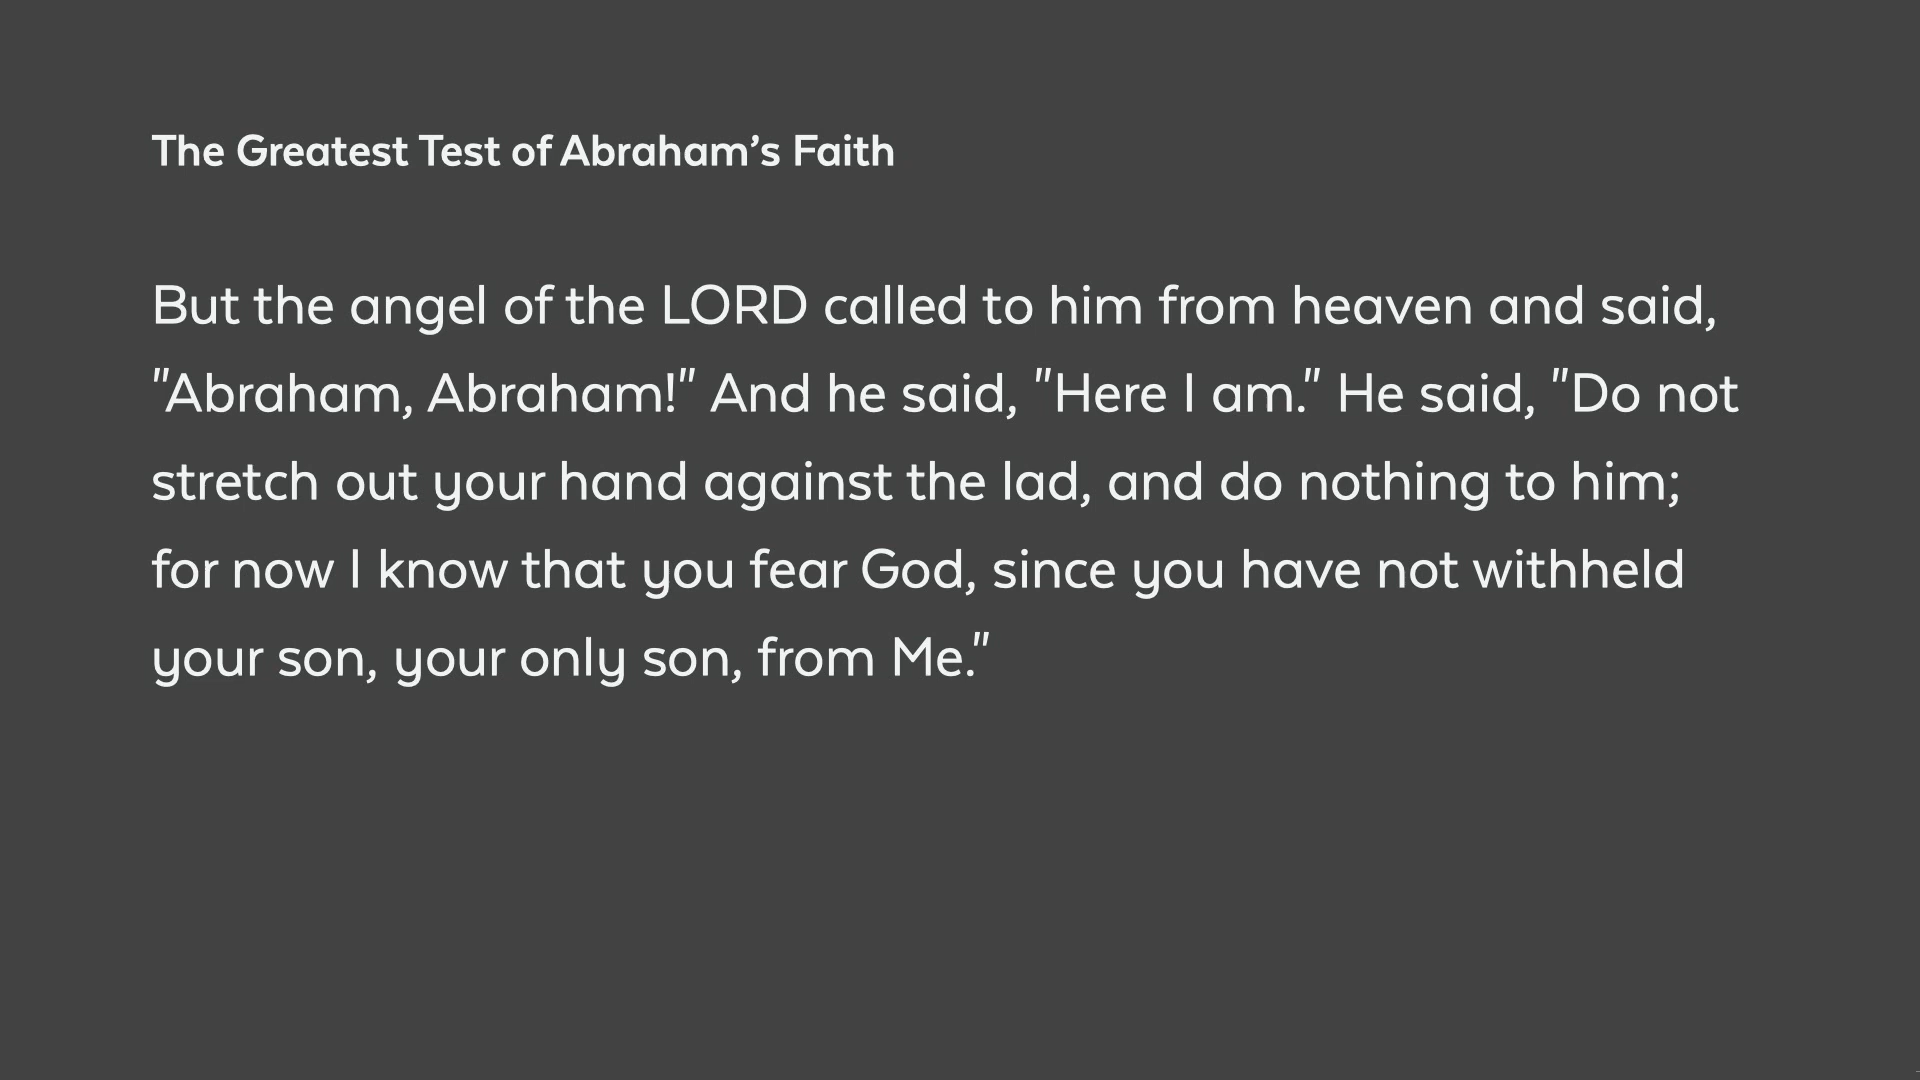 The Greatest Test of Abraham’s Faith
But the angel of the LORD called to him from heaven and said,
"Abraham, Abraham!" And he said, "Here I am." He said, "Do not
stretch out your hand against the lad, and do nothing to him;
for now I know that you fear God, since you have not withheld
your son, your only son, from Me."